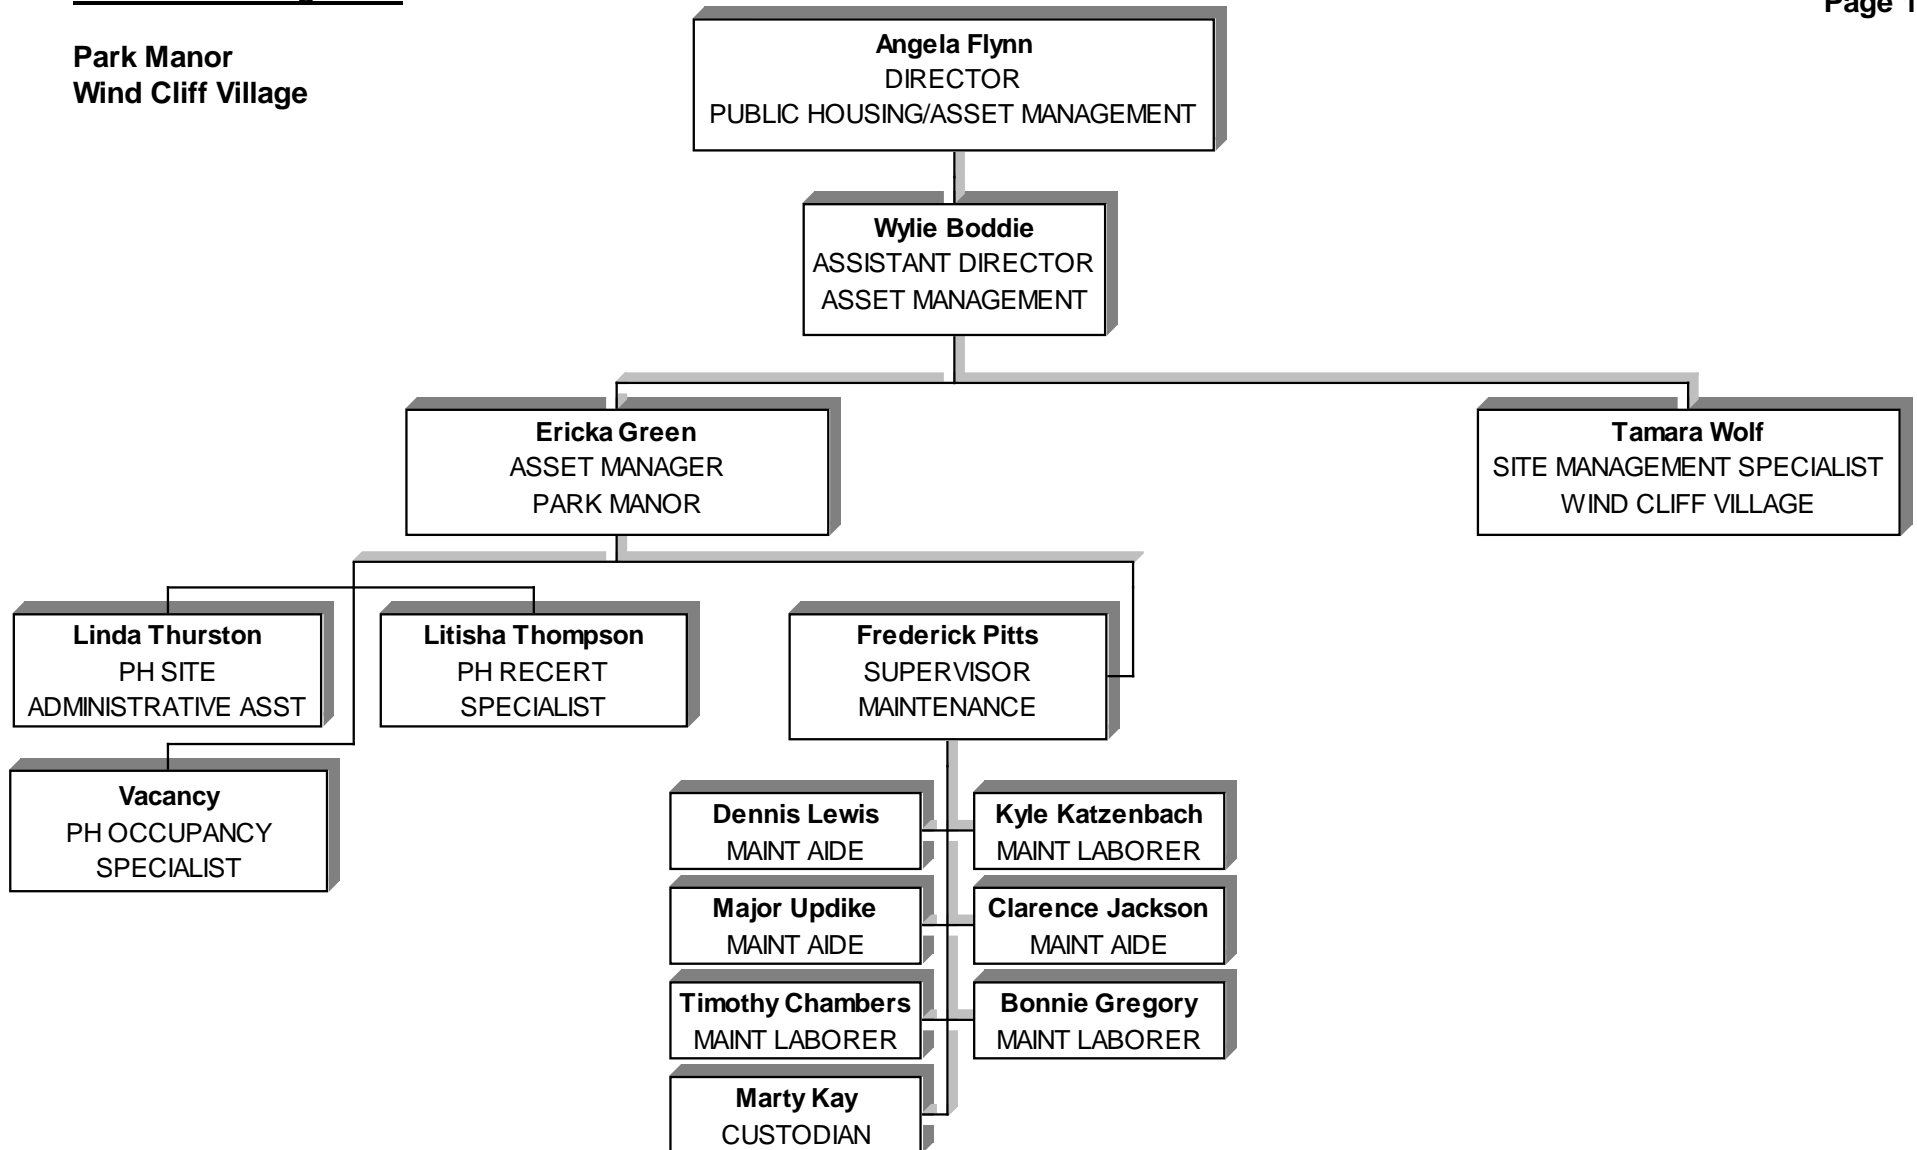 Page 1
Park Manor
Wind Cliff Village
Angela Flynn
DIRECTOR
PUBLIC HOUSING/ASSET MANAGEMENT
Wylie Boddie
ASSISTANT DIRECTOR
ASSET MANAGEMENT
Ericka Green
ASSET MANAGER
PARK MANOR
Tamara Wolf
SITE MANAGEMENT SPECIALIST
WIND CLIFF VILLAGE
Linda Thurston
PH SITE
ADMINISTRATIVE ASST
Litisha Thompson
PH RECERT
SPECIALIST
Frederick Pitts
SUPERVISOR
MAINTENANCE
Vacancy
PH OCCUPANCY
SPECIALIST
Dennis Lewis
MAINT AIDE
Kyle Katzenbach
MAINT LABORER
Major Updike
MAINT AIDE
Clarence Jackson
MAINT AIDE
Timothy Chambers
MAINT LABORER
Bonnie Gregory
MAINT LABORER
Marty Kay
CUSTODIAN